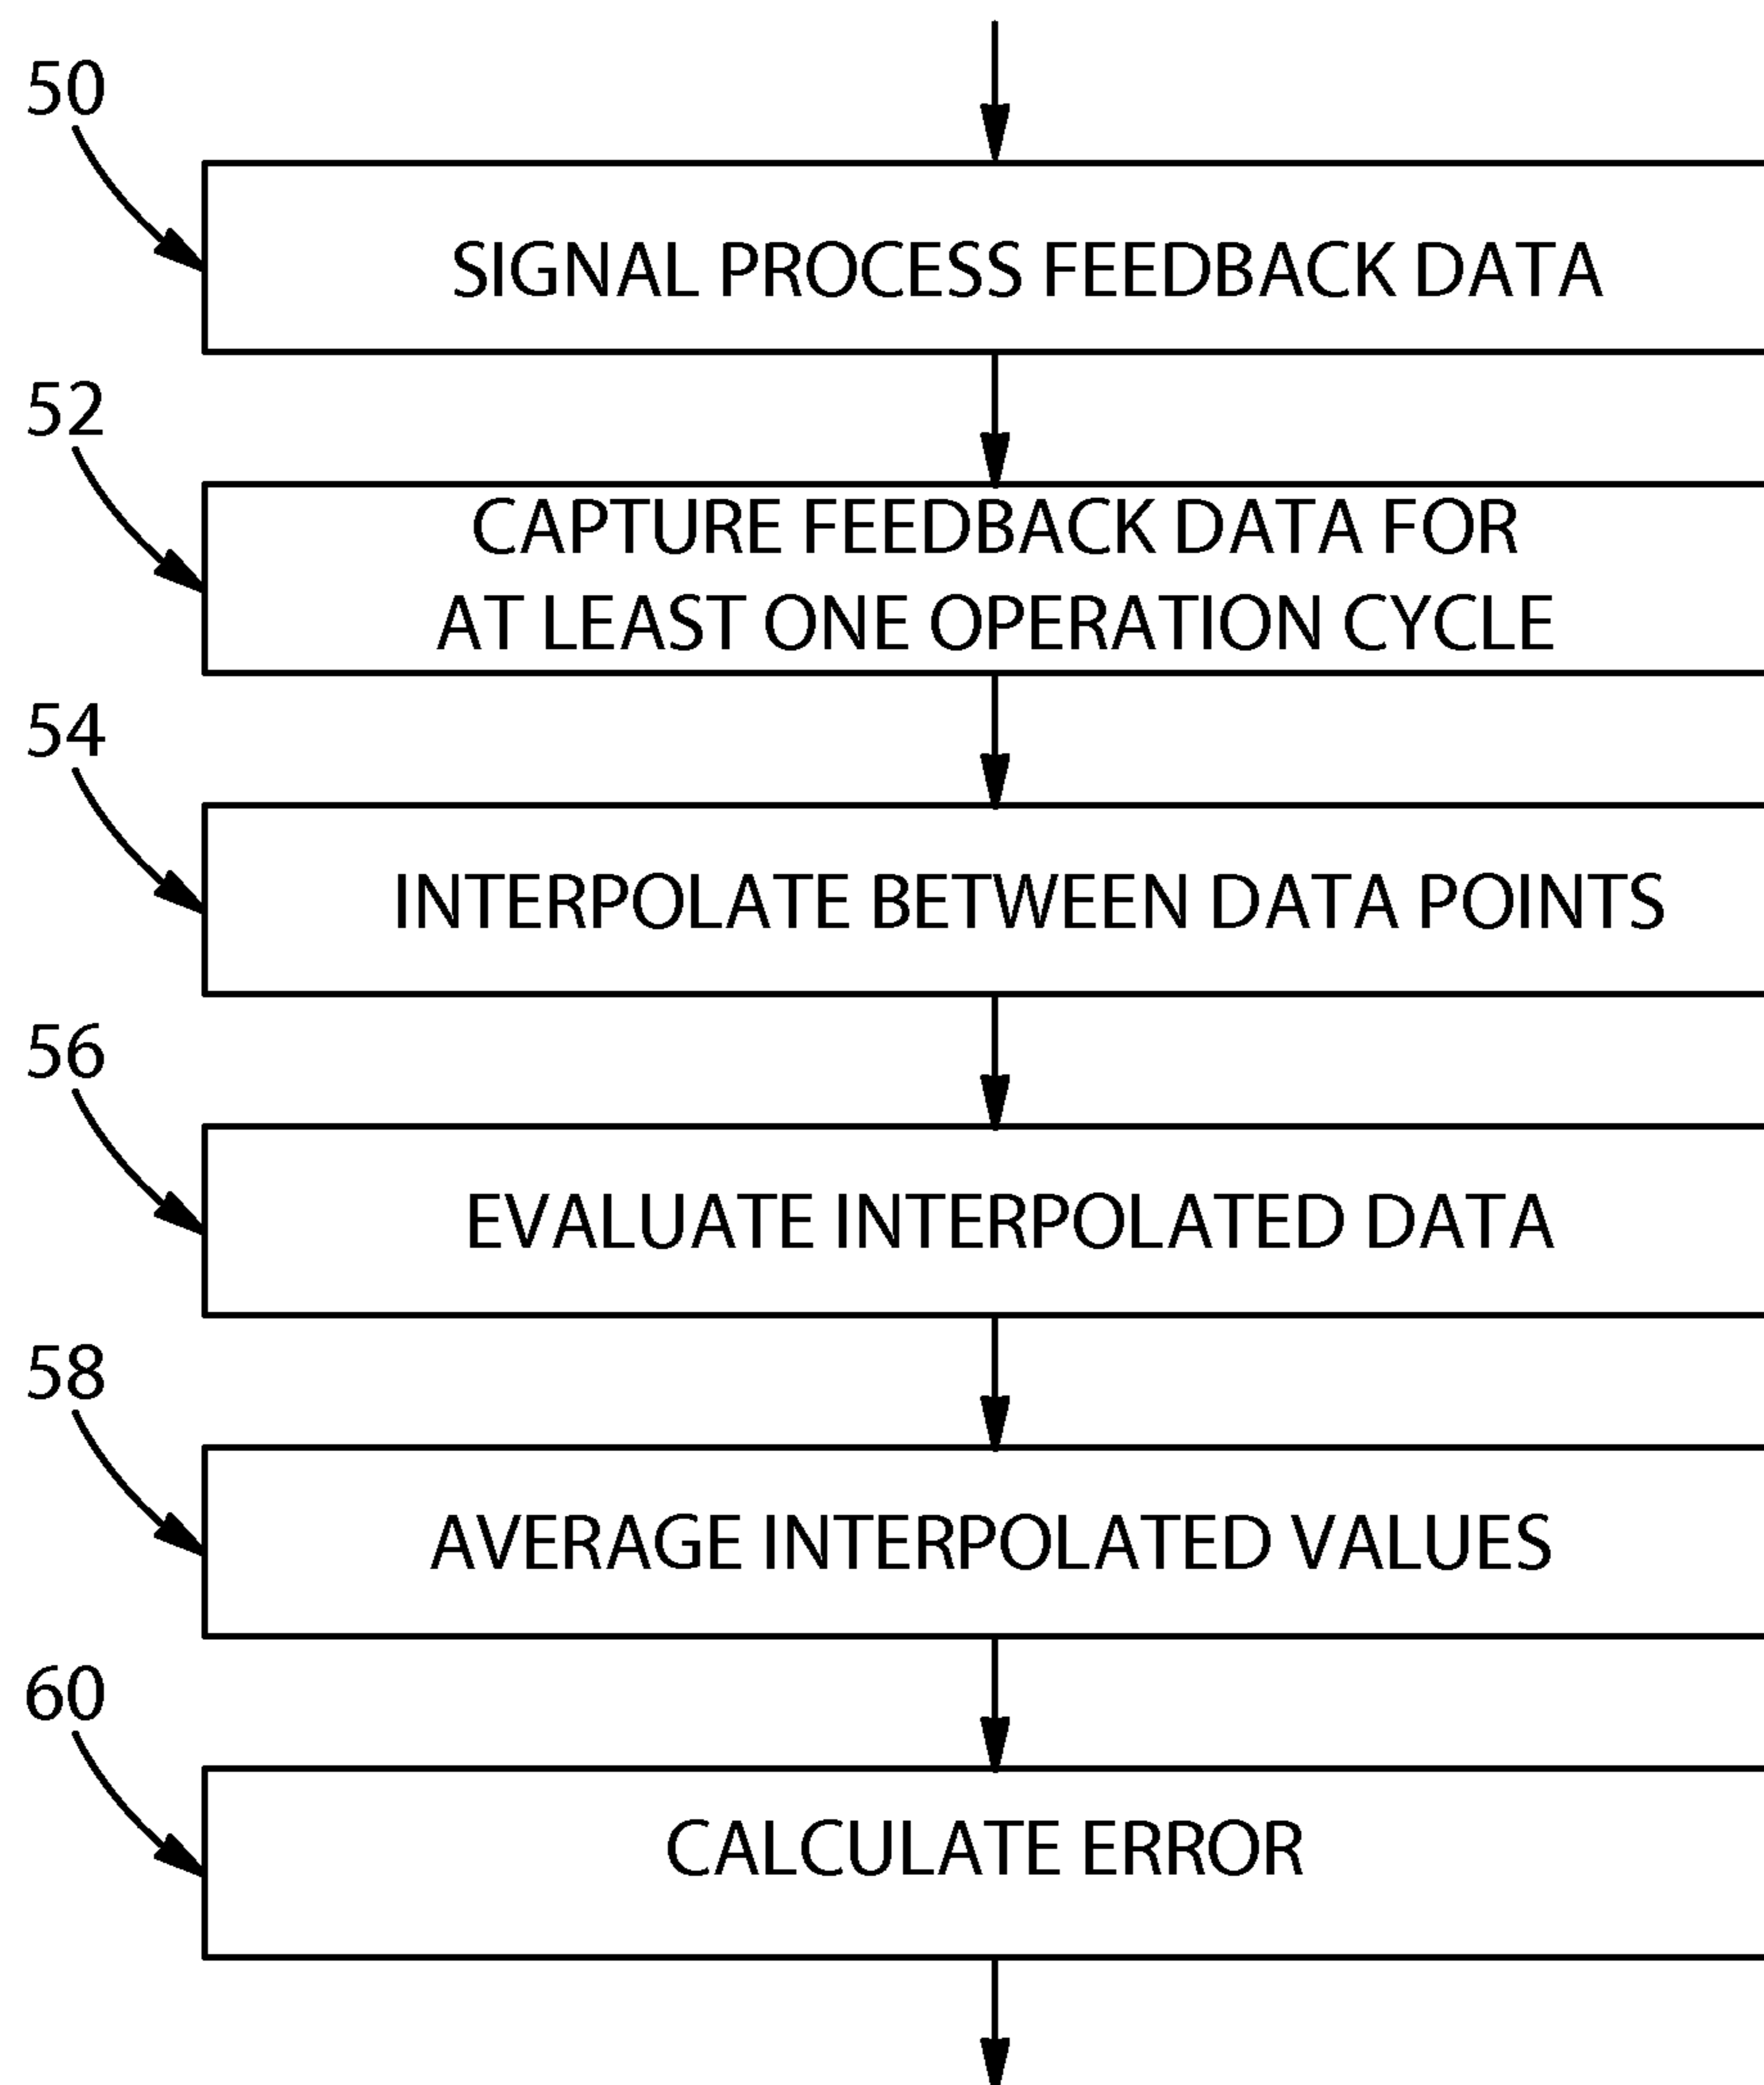 50
SIGNAL PROCESS FEEDBACK DATA
52
CAPTURE FEEDBACK DATA FOR
AT LEAST ONE OPERATION CYCLE
54
INTERPOLATE BETWEEN DATA POINTS
56
EVALUATE INTERPOLATED DATA
58
AVERAGE INTERPOLATED VALUES
60
CALCULATE ERROR